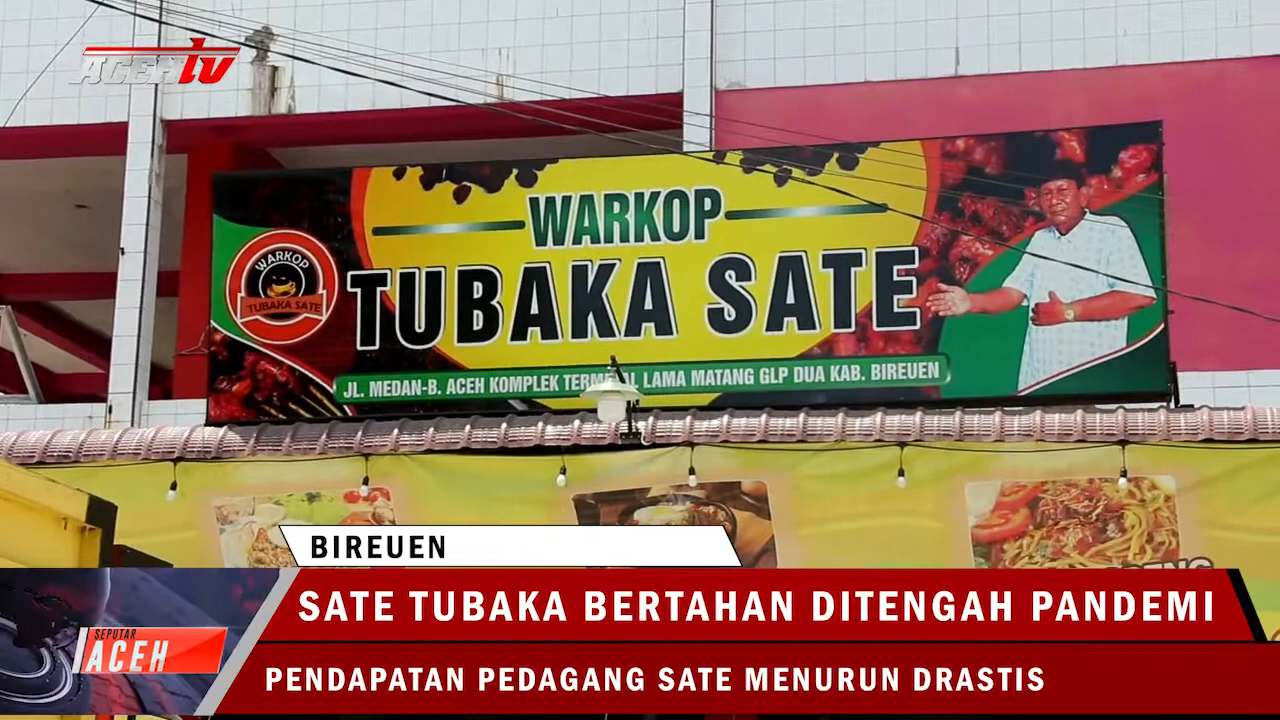 ACEH TV
WARKOP
TUBAKA SATE
WARKOP
TUBAKA SATE
JL. MEDAN-B. ACEH KOMPLEK LAMA MATANG GLP DUA KAB. BIREUEN
BIREUEN
SATE TUBAKA BERTAHAN DITENGAH PANDEMI
SEPUTAR
ACEH
PENDAPATAN PEDAGANG SATE MENURUN DRASTIS